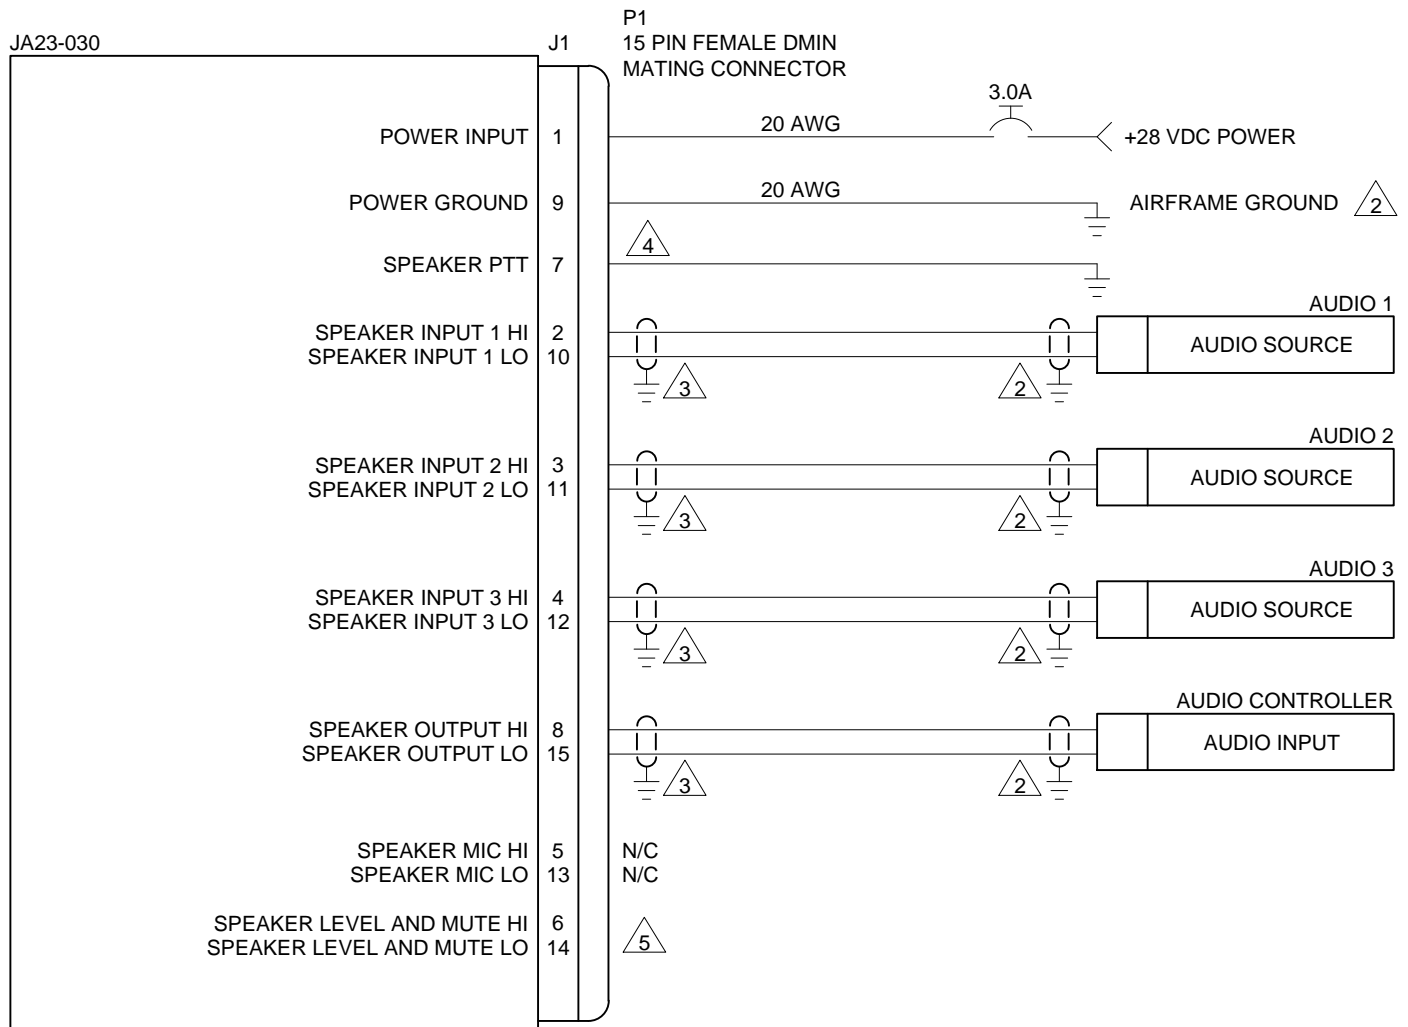 P1
JA23-030 J1 15 PIN FEMALE DMIN
MATING CONNECTOR
3.0A
POWER INPUT 1 20 AWG +28 VDC POWER
POWER GROUND 9 20 AWG AIRFRAME GROUND 2
4
SPEAKER PTT 7
AUDIO 1
SPEAKER INPUT 1 HI 2 AUDIO SOURCE
SPEAKER INPUT 1 LO 10
3 2
AUDIO 2
SPEAKER INPUT 2 HI 3 AUDIO SOURCE
SPEAKER INPUT 2 LO 11
3 2
AUDIO 3
SPEAKER INPUT 3 HI 4 AUDIO SOURCE
SPEAKER INPUT 3 LO 12
3 2
AUDIO CONTROLLER
SPEAKER OUTPUT HI 8 AUDIO INPUT
SPEAKER OUTPUT LO 15
3 2
SPEAKER MIC HI 5 N/C
SPEAKER MIC LO 13 N/C
SPEAKER LEVEL AND MUTE HI 6
SPEAKER LEVEL AND MUTE LO 14 5